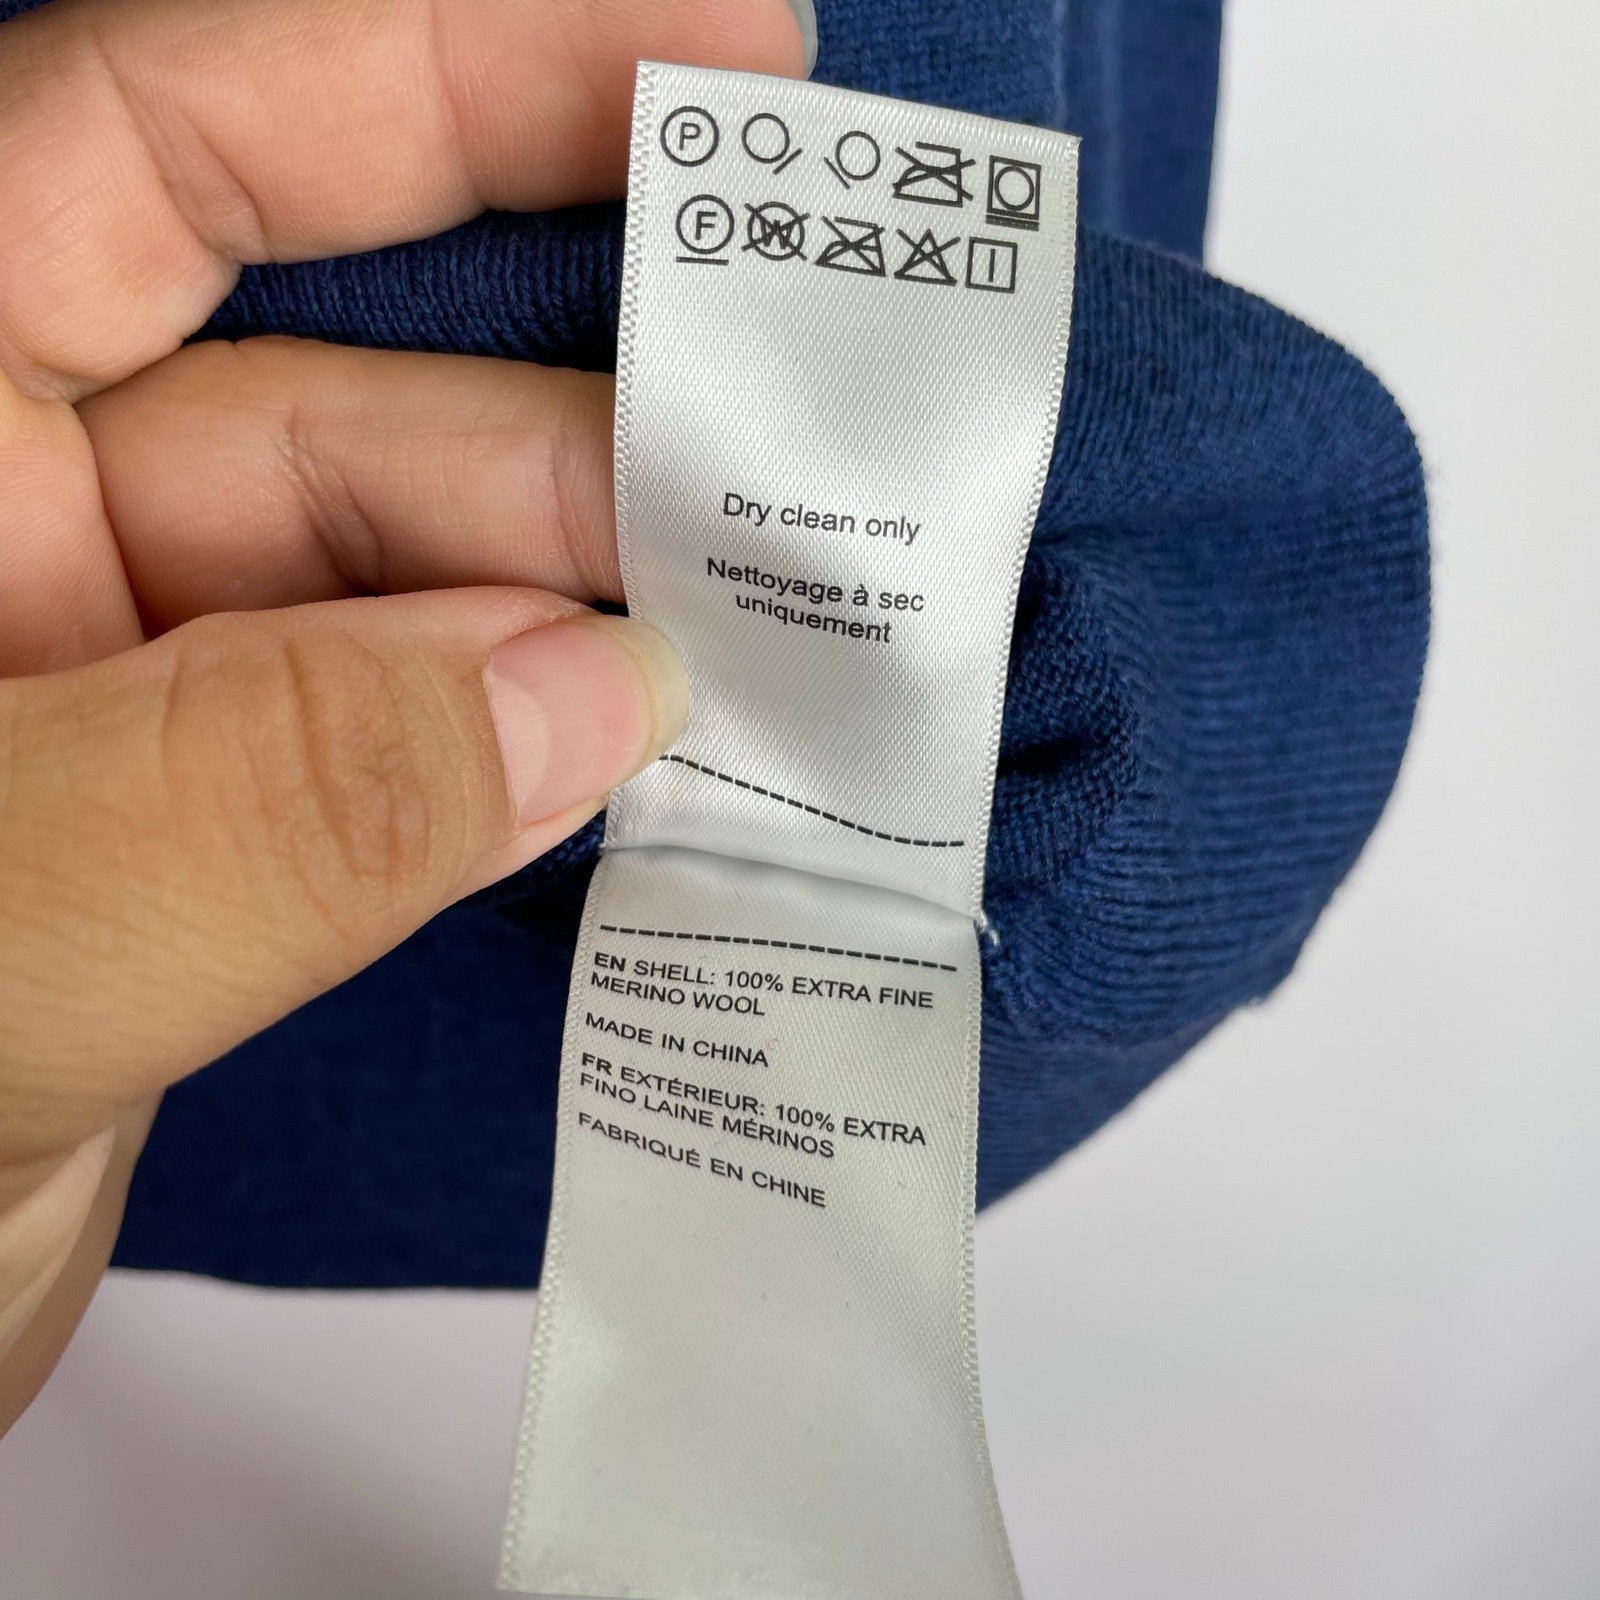 P
F W
Dry clean only
Nettoyage à sec
uniquement
EN SHELL: 100% EXTRA FINE
MERINO WOOL
MADE IN CHINA
FR EXTÉRIEUR: 100% EXTRA
FINO LAINE MÉRINOS
FABRIQUÉ EN CHINE